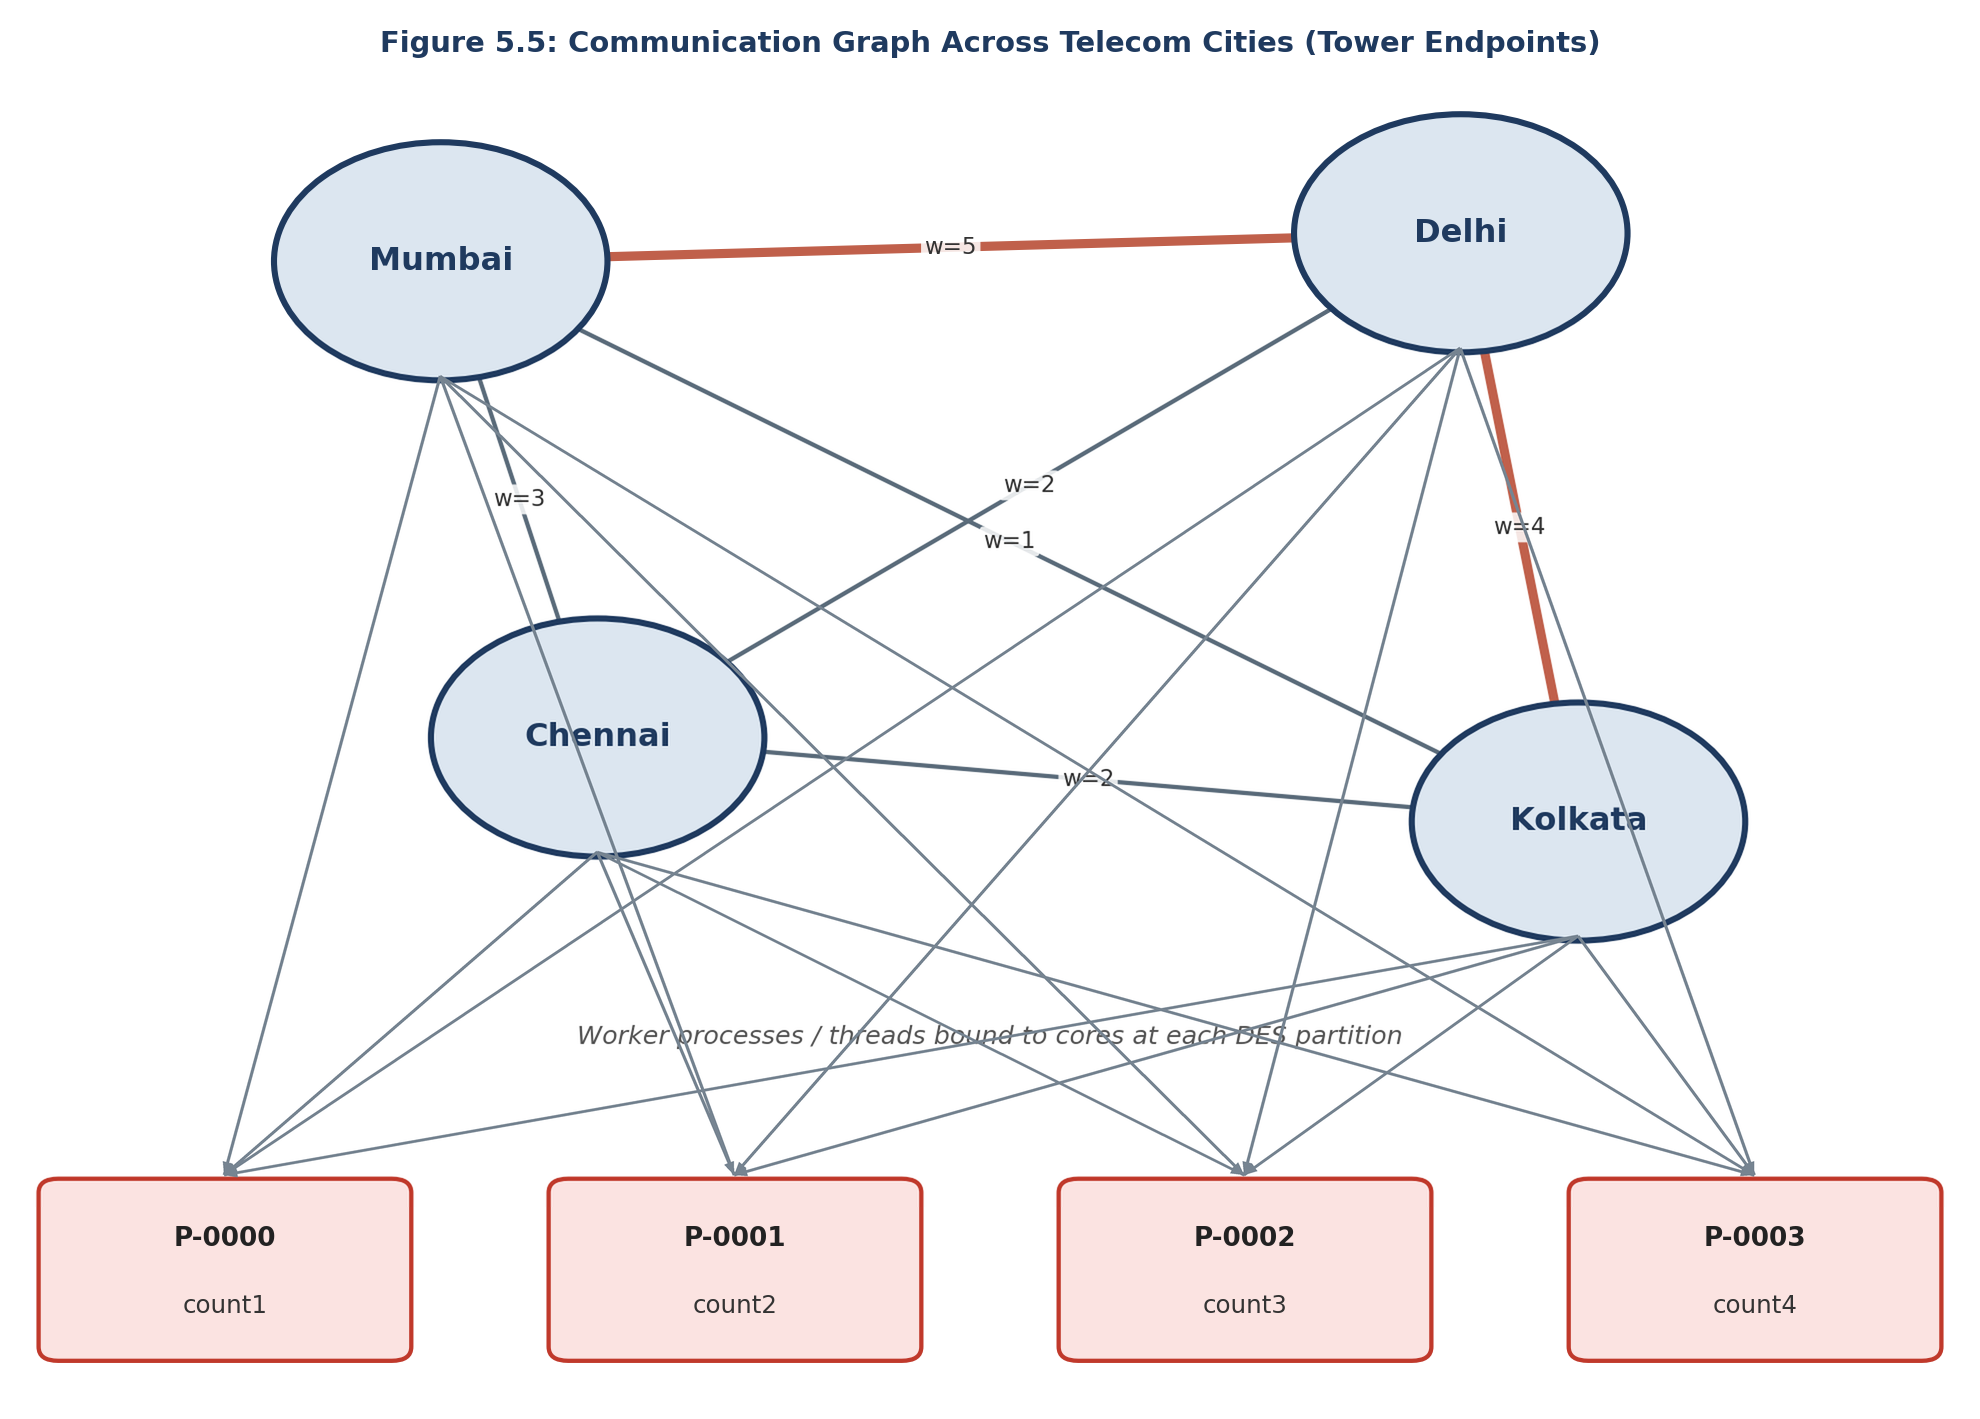 Figure 5.5: Communication Graph Across Telecom Cities (Tower Endpoints)
Mumbai
Delhi
w=5
w=3
w=2
w=1
w=4
Chennai
w=2
Kolkata
Worker processes / threads bound to cores at each DES partition
P-0000
count1
P-0001
count2
P-0002
count3
P-0003
count4